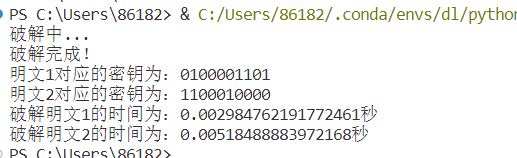 PS C:\Users\86182> & C:/Users/86182/.conda/envs/dl/python
破解中...
破解完成！
明文1对应的密钥为：0100001101
明文2对应的密钥为：1100010000
破解明文1的时间为：0.002984762191772461秒
破解明文2的时间为：0.00518488883972168秒
PS C:\Users\86182>